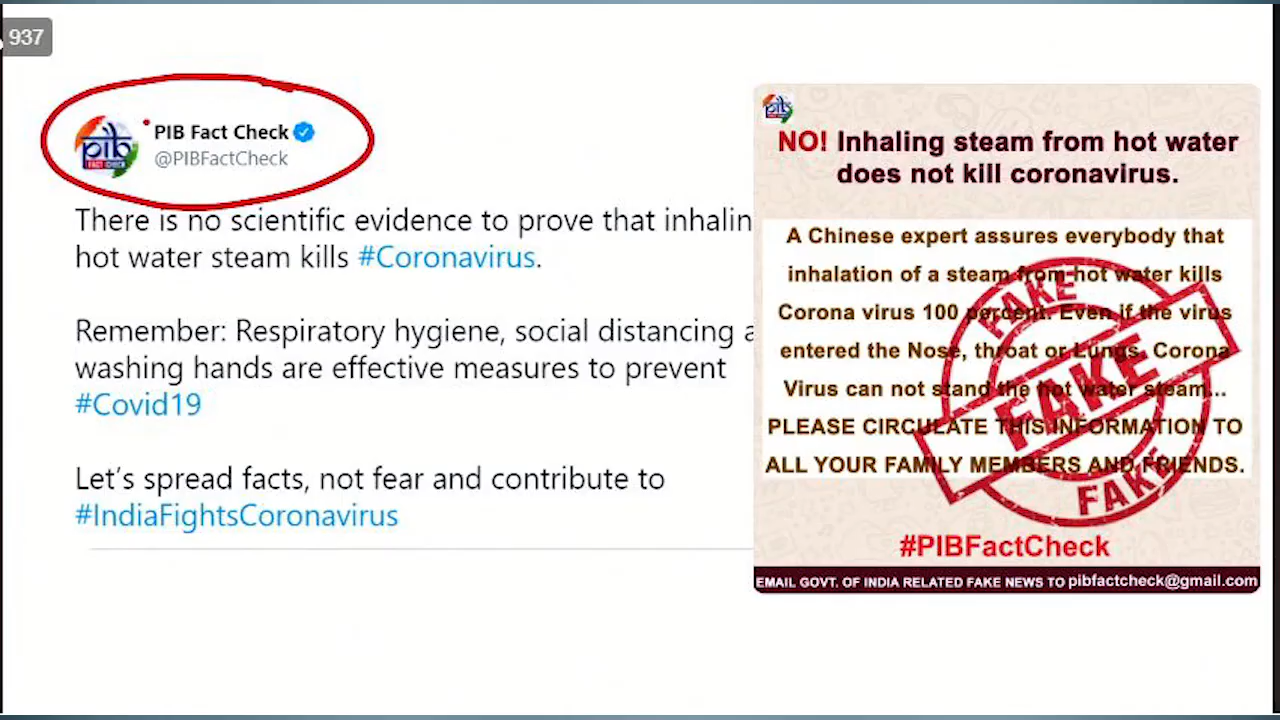 937
PIB Fact Check
@PIBFactCheck
There is no scientific evidence to prove that inhalin
hot water steam kills #Coronavirus.
Remember: Respiratory hygiene, social distancing a
washing hands are effective measures to prevent
#Covid19
Let's spread facts, not fear and contribute to
#IndiaFightsCoronavirus
pib
FACT CHECK
pib
NO! Inhaling steam from hot water
does not kill coronavirus.
A Chinese expert assures everybody that
inhalation of a steam from hot water kills
Corona virus 100 percent. Even if the virus
entered the Nose, throat or Lungs. Corona
Virus can not stand the hot water steam...
PLEASE CIRCULATE THIS INFORMATION TO
ALL YOUR FAMILY MEMBERS AND FRIENDS.
FAKE
FAKE
FAKE
#PIBFactCheck
EMAIL GOVT. OF INDIA RELATED FAKE NEWS TO pibfactcheck@gmail.com